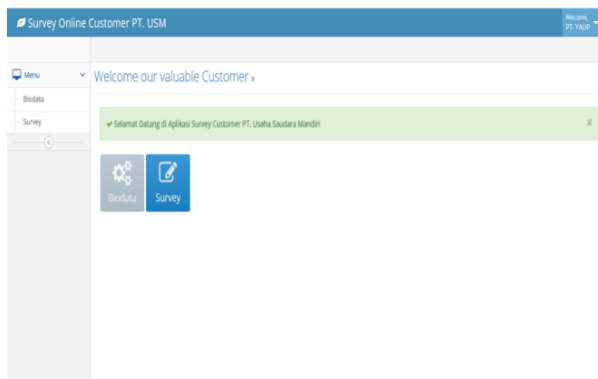 Survey Online Customer PT. USM
Welcome,
PT. YAUP
Menu
Welcome our valuable Customer »
Biodata
Survey
Selamat Datang di Aplikasi Survey Customer PT. Usaha Saudara Mandiri
Biodata
Survey